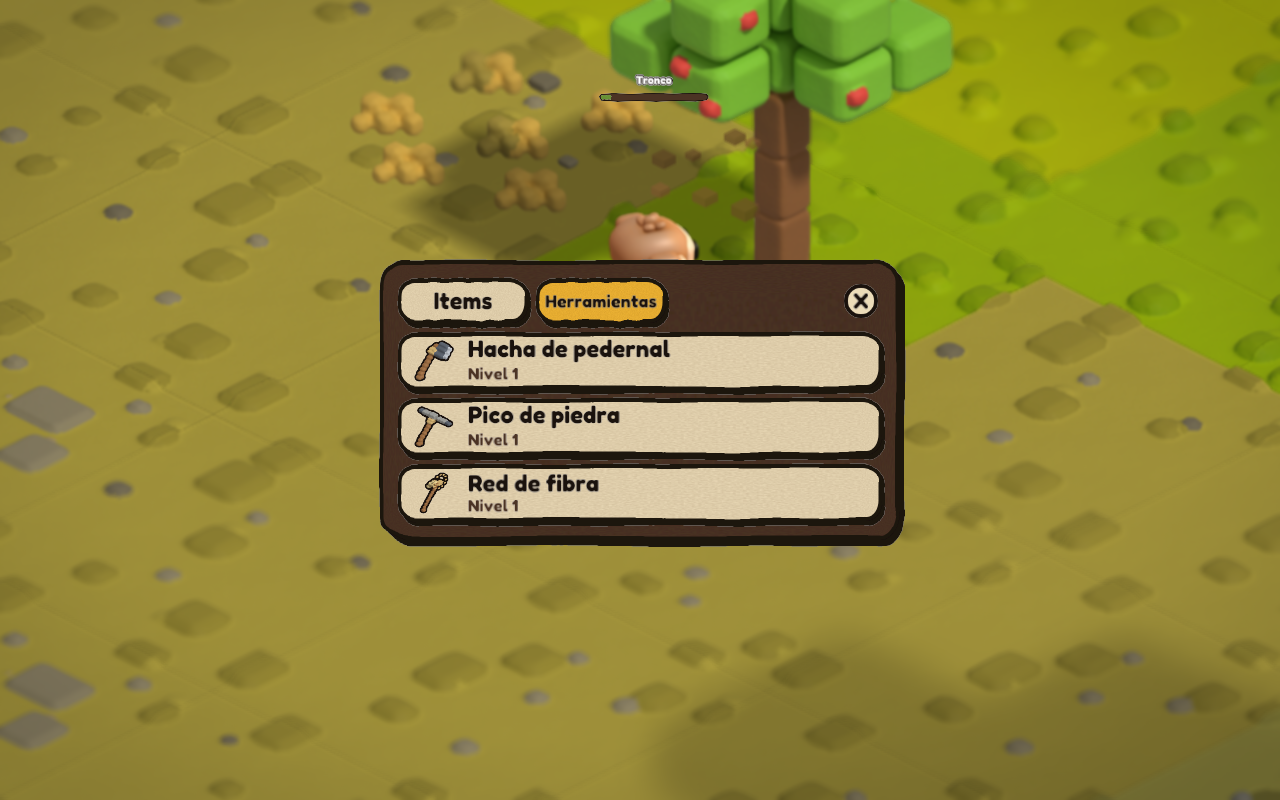 Tronco
Items
Herramientas
Hacha de pedernal
Nivel 1
Pico de piedra
Nivel 1
Red de fibra
Nivel 1